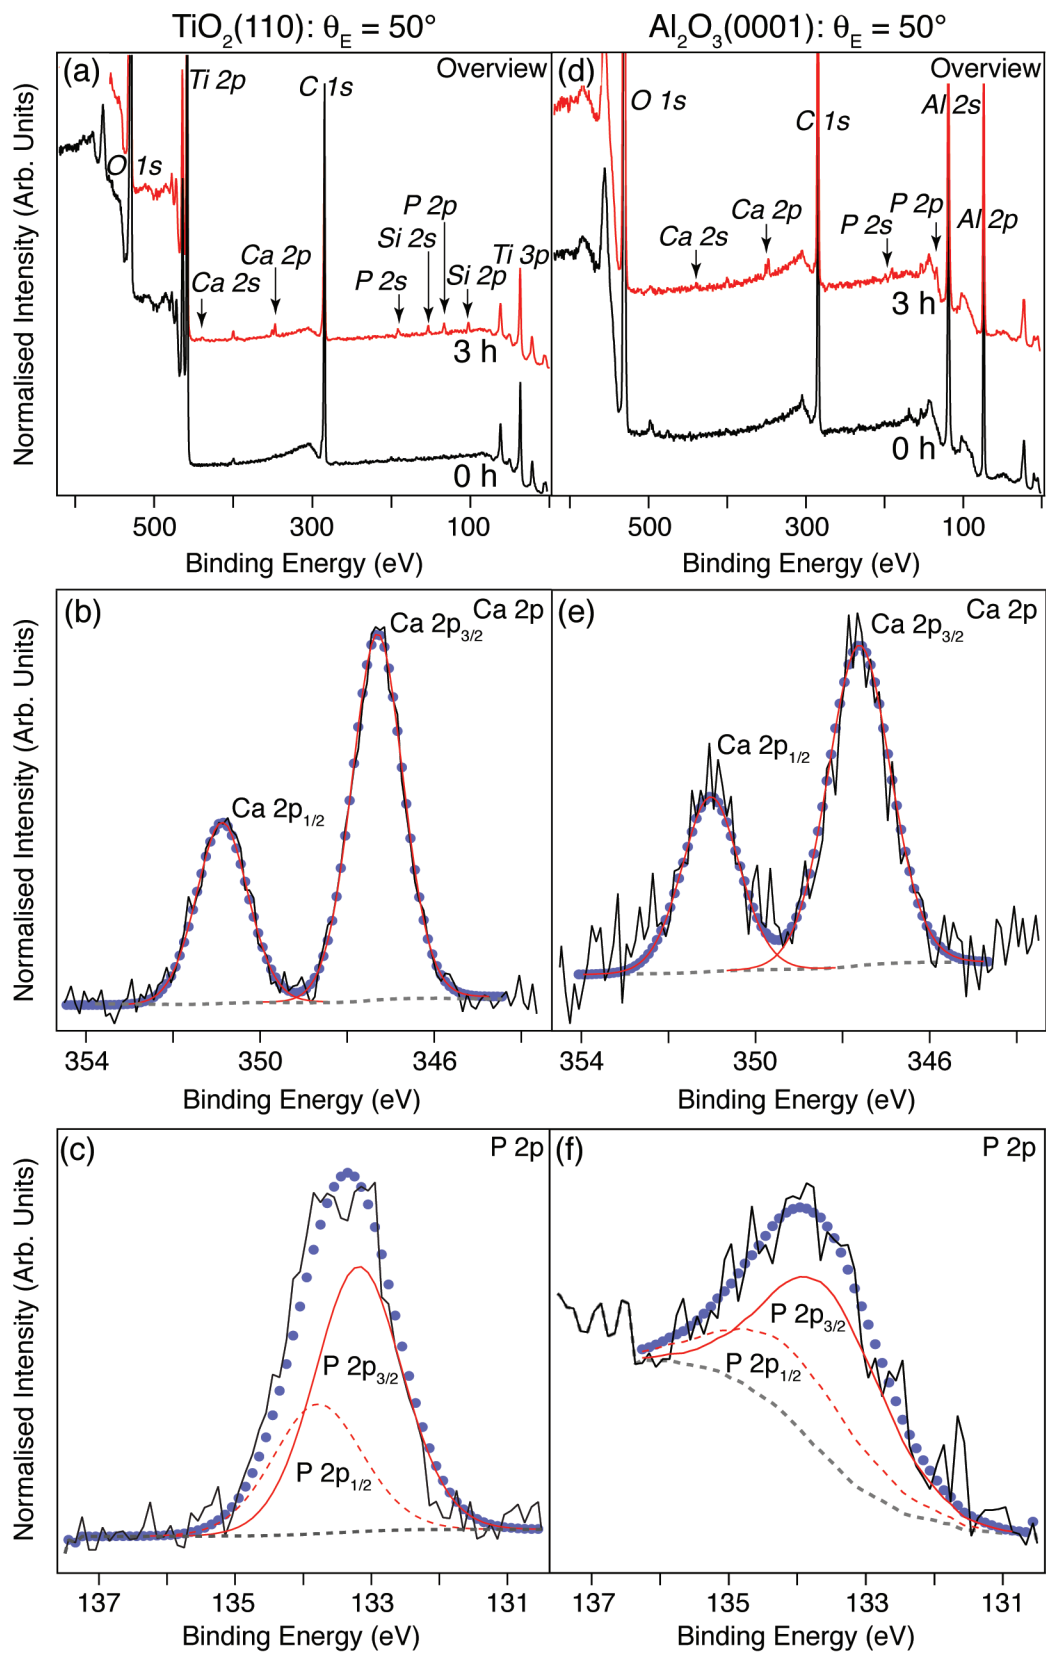 TiO2(110): θE = 50°
Al2O3(0001): θE = 50°
Normalised Intensity (Arb. Units)
(a)
Overview
Ti 2p
C 1s
O 1s
P 2p
Si 2s
Ca 2p
Ti 3p
Ca 2s
P 2s
Si 2p
3 h
0 h
500
300
100
Binding Energy (eV)
(d)
Overview
O 1s
Al 2s
C 1s
Ca 2p
P 2p
P 2s
Al 2p
Ca 2s
3 h
0 h
500
300
100
Binding Energy (eV)
Normalised Intensity (Arb. Units)
(b)
Ca 2p
Ca 2p3/2
Ca 2p1/2
354
350
346
Binding Energy (eV)
(e)
Ca 2p
Ca 2p3/2
Ca 2p1/2
354
350
346
Binding Energy (eV)
Normalised Intensity (Arb. Units)
(c)
P 2p
P 2p3/2
P 2p1/2
137
135
133
131
Binding Energy (eV)
(f)
P 2p
P 2p3/2
P 2p1/2
137
135
133
131
Binding Energy (eV)